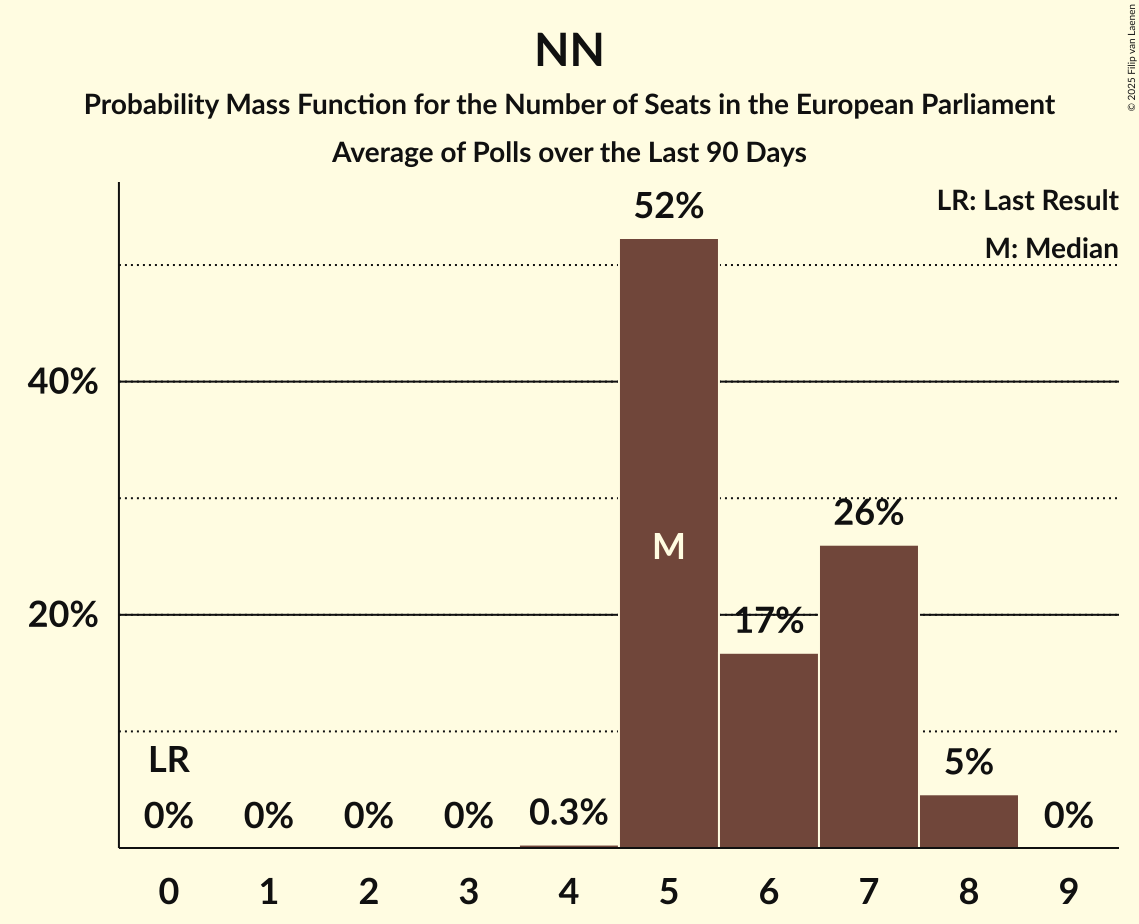 NN
Probability Mass Function for the Number of Seats in the European Parliament
Average of Polls over the Last 90 Days
© 2025 Filip van Laenen
LR: Last Result
M: Median
52%
40%
26%
M
20%
17%
LR
5%
0%
0%
0%
0%
0.3%
0%
0
1
2
3
4
5
6
7
8
9